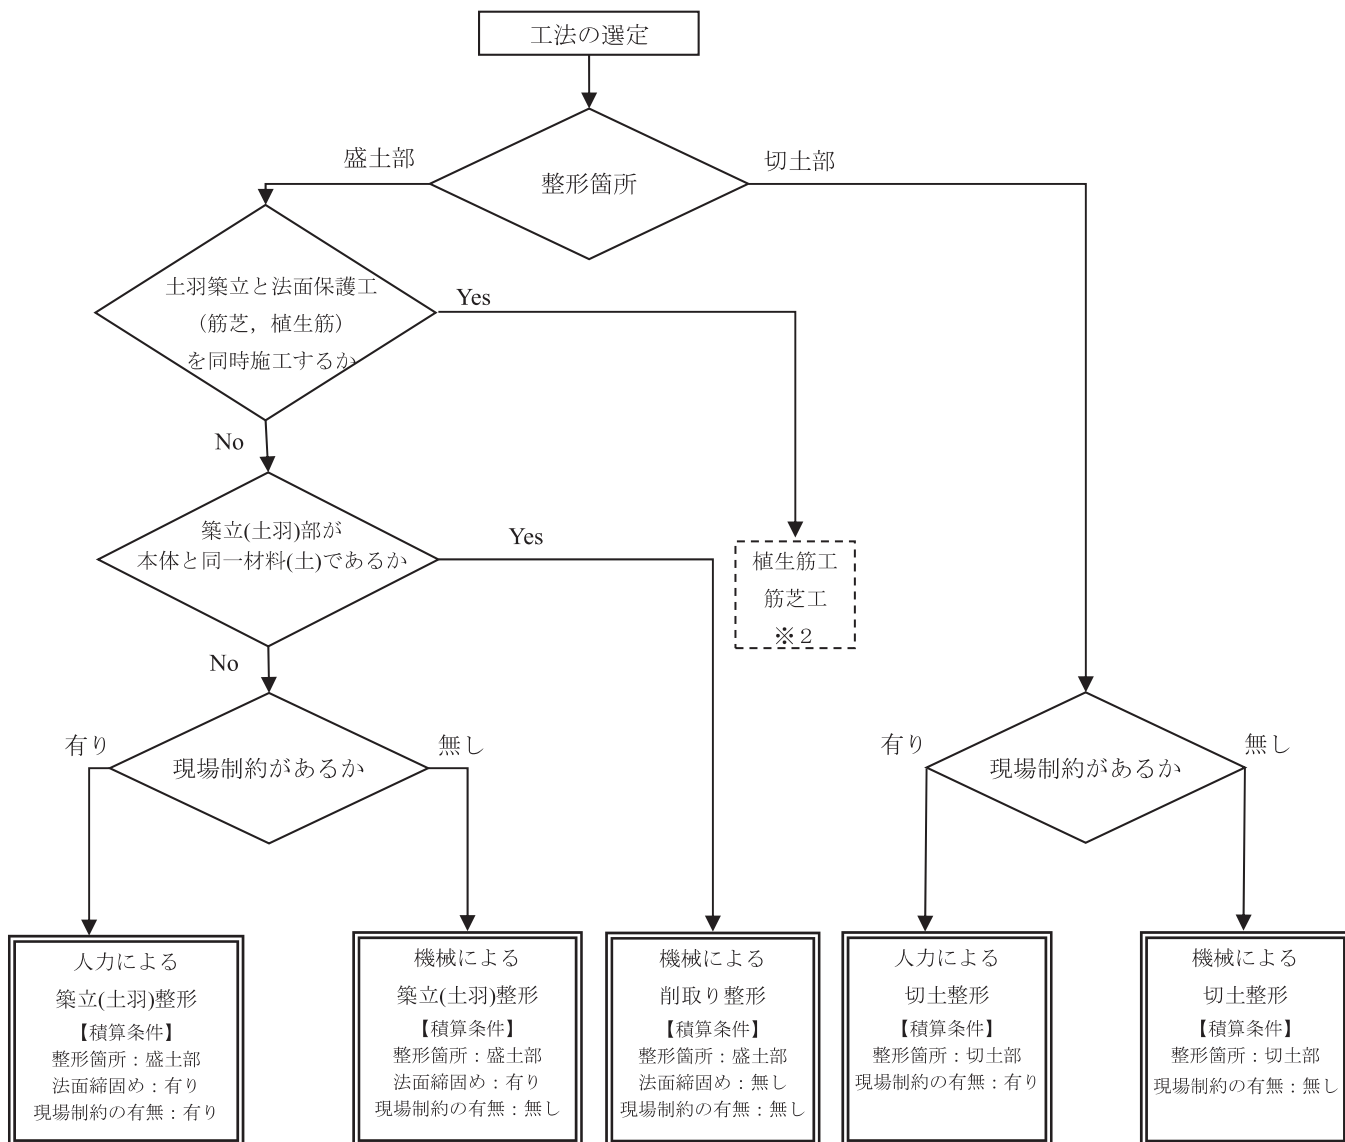 工法の選定
盛土部
切土部
整形箇所
土羽築立と法面保護工
（筋芝，植生筋）
を同時施工するか
Yes
No
築立(土羽)部が
本体と同一材料(土)であるか
Yes
植生筋工
筋芝工
※２
No
有り
無し
現場制約があるか
有り
無し
現場制約があるか
人力による
築立(土羽)整形
【積算条件】
整形箇所：盛土部
法面締固め：有り
現場制約の有無：有り
機械による
築立(土羽)整形
【積算条件】
整形箇所：盛土部
法面締固め：有り
現場制約の有無：無し
機械による
削取り整形
【積算条件】
整形箇所：盛土部
法面締固め：無し
現場制約の有無：無し
人力による
切土整形
【積算条件】
整形箇所：切土部
現場制約の有無：有り
機械による
切土整形
【積算条件】
整形箇所：切土部
現場制約の有無：無し